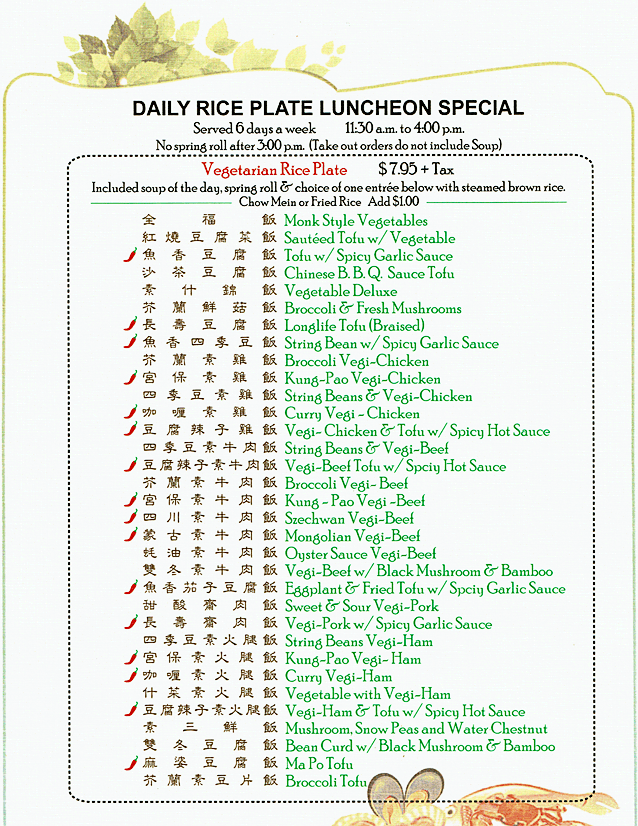 DAILY RICE PLATE LUNCHEON SPECIAL
Served 6 days a week 11:30 a.m. to 4:00 p.m.
No spring roll after 3:00 p.m. (Take out orders do not include Soup)
Vegetarian Rice Plate $7.95 + Tax
Included soup of the day, spring roll & choice of one entrée below with steamed brown rice.
Chow Mein or Fried Rice Add $1.00
全福飯 Monk Style Vegetables
紅燒豆腐菜飯 Sautéed Tofu w/ Vegetable
魚香豆腐飯 Tofu w/ Spicy Garlic Sauce
沙茶豆腐飯 Chinese B. B. Q. Sauce Tofu
素什錦飯 Vegetable Deluxe
芥蘭鮮菇飯 Broccoli & Fresh Mushrooms
長壽豆腐飯 Longlife Tofu (Braised)
魚香四季豆飯 String Bean w/ Spicy Garlic Sauce
芥蘭素雞飯 Broccoli Vegi-Chicken
宮保素雞飯 Kung-Pao Vegi-Chicken
四季豆素雞飯 String Beans & Vegi-Chicken
咖喱素雞飯 Curry Vegi - Chicken
豆腐辣子雞飯 Vegi- Chicken & Tofu w/ Spicy Hot Sauce
四季豆素牛肉飯 String Beans & Vegi-Beef
豆腐辣子素牛肉飯 Vegi-Beef Tofu w/ Spciy Hot Sauce
芥蘭素牛肉飯 Broccoli Vegi- Beef
宮保素牛肉飯 Kung - Pao Vegi -Beef
四川素牛肉飯 Szechwan Vegi-Beef
蒙古素牛肉飯 Mongolian Vegi-Beef
蚝油素牛肉飯 Oyster Sauce Vegi-Beef
雙冬素牛肉飯 Vegi-Beef w/ Black Mushroom & Bamboo
魚香茄子豆腐飯 Eggplant & Fried Tofu w/ Spciy Garlic Sauce
甜酸齋肉飯 Sweet & Sour Vegi-Pork
長壽齋肉飯 Vegi-Pork w/ Spicy Garlic Sauce
四季豆素火腿飯 String Beans Vegi-Ham
宮保素火腿飯 Kung-Pao Vegi- Ham
咖喱素火腿飯 Curry Vegi-Ham
什菜素火腿飯 Vegetable with Vegi-Ham
豆腐辣子素火腿飯 Vegi-Ham & Tofu w/ Spicy Hot Sauce
素三鮮飯 Mushroom, Snow Peas and Water Chestnut
雙冬豆腐飯 Bean Curd w/ Black Mushroom & Bamboo
麻婆豆腐飯 Ma Po Tofu
芥蘭素豆片飯 Broccoli Tofu